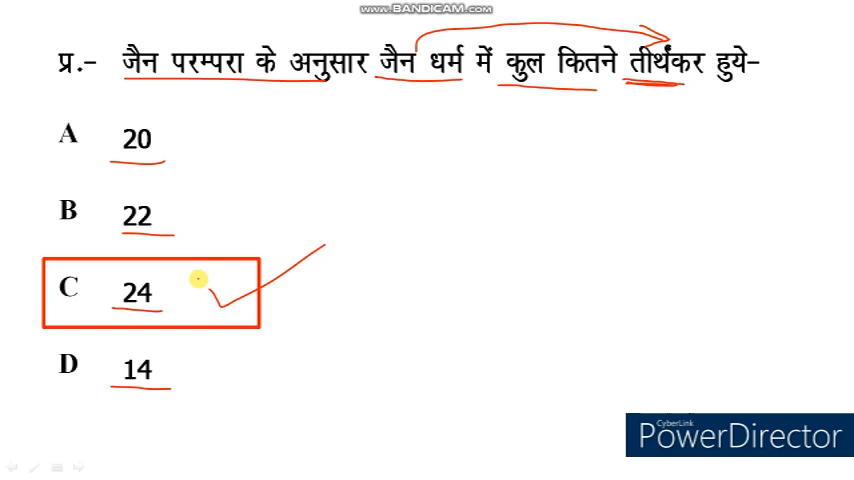 www.BANDICAM.com
प्र.- जैन परम्परा के अनुसार जैन धर्म में कुल कितने तीर्थंकर हुये-
A 20
B 22
C 24
D 14
CyberLink
PowerDirector